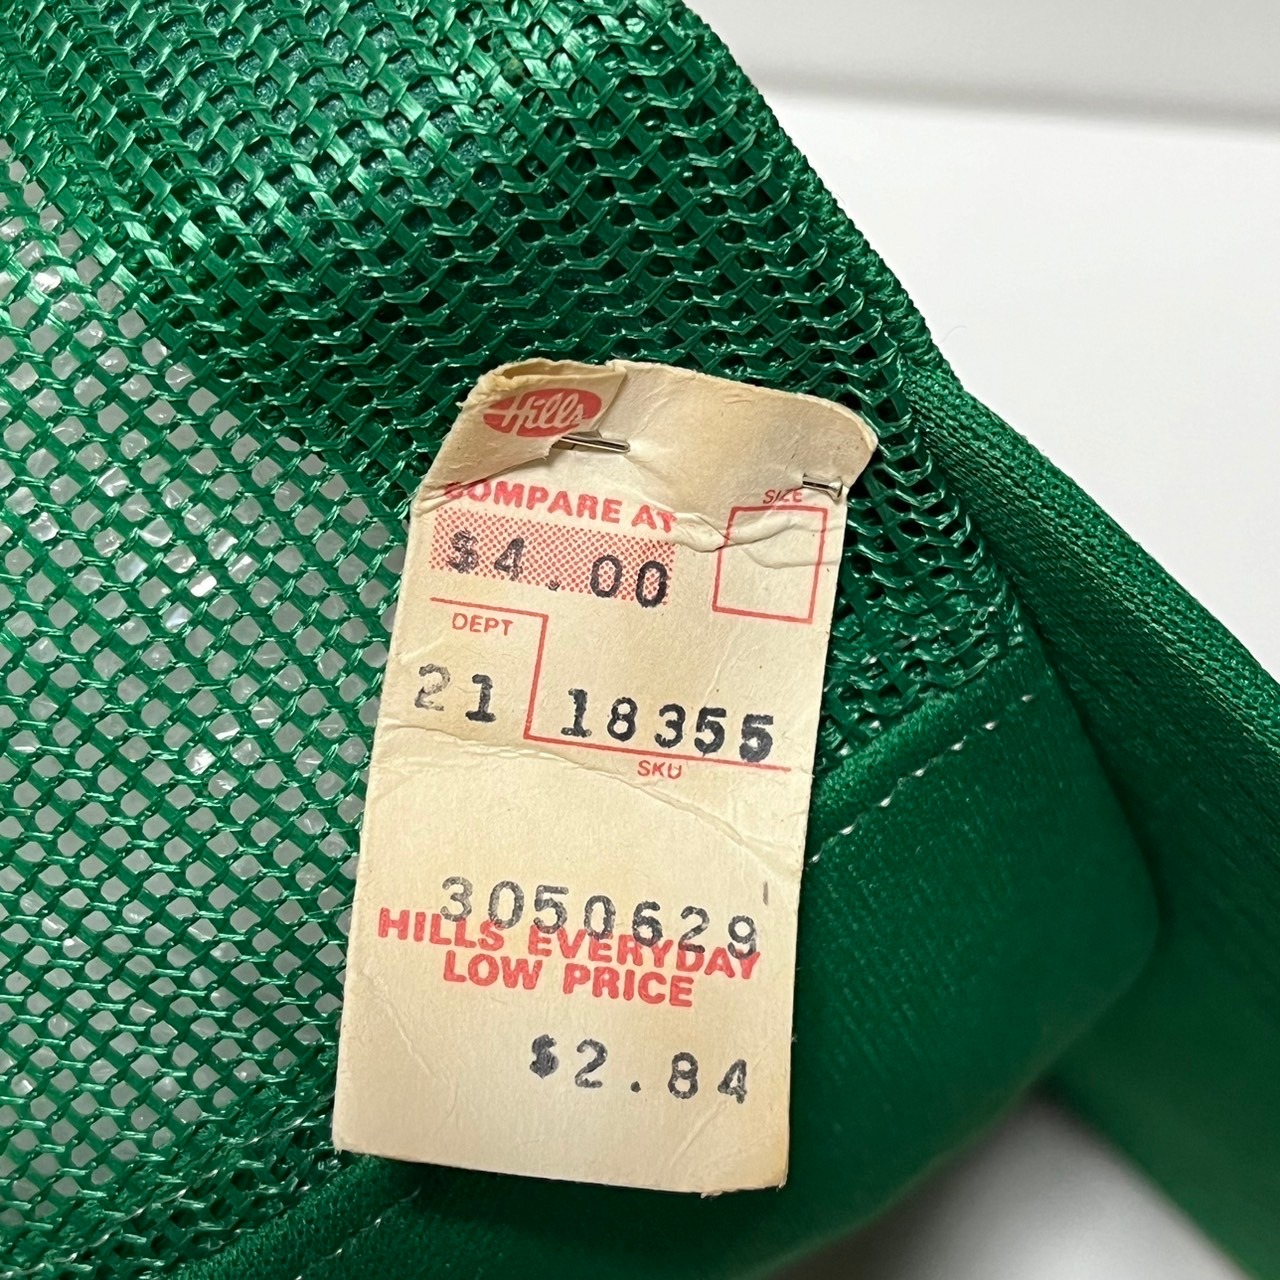 Hills
COMPARE AT
SIZE
$4.00
DEPT
21
18355
SKU
3050629
HILLS EVERYDAY
LOW PRICE
$2.84